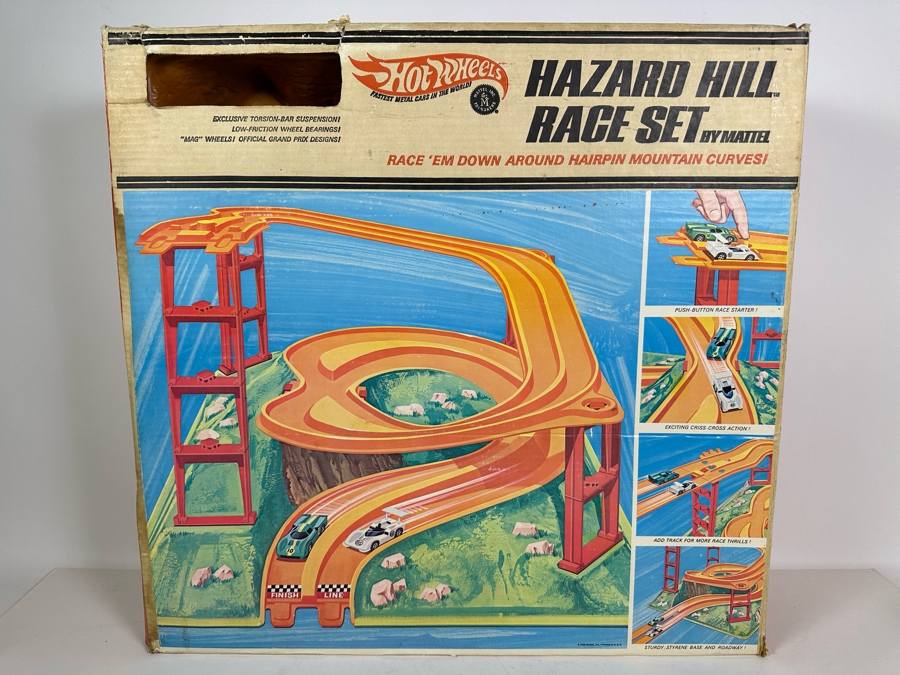 HOT WHEELS
FASTEST METAL CARS IN THE WORLD!
HAZARD HILL
RACE SET BY MATTEL
EXCLUSIVE TORSION-BAR SUSPENSION!
LOW-FRICTION WHEEL BEARINGS!
"MAG" WHEELS! OFFICIAL GRAND PRIX DESIGNS!
RACE 'EM DOWN AROUND HAIRPIN MOUNTAIN CURVES!
PUSH-BUTTON RACE STARTER!
EXCITING CRISS-CROSS ACTION!
ADD TRACK FOR MORE RACE THRILLS!
STURDY, STYRENE BASE AND ROADWAY!
10
FINISH LINE